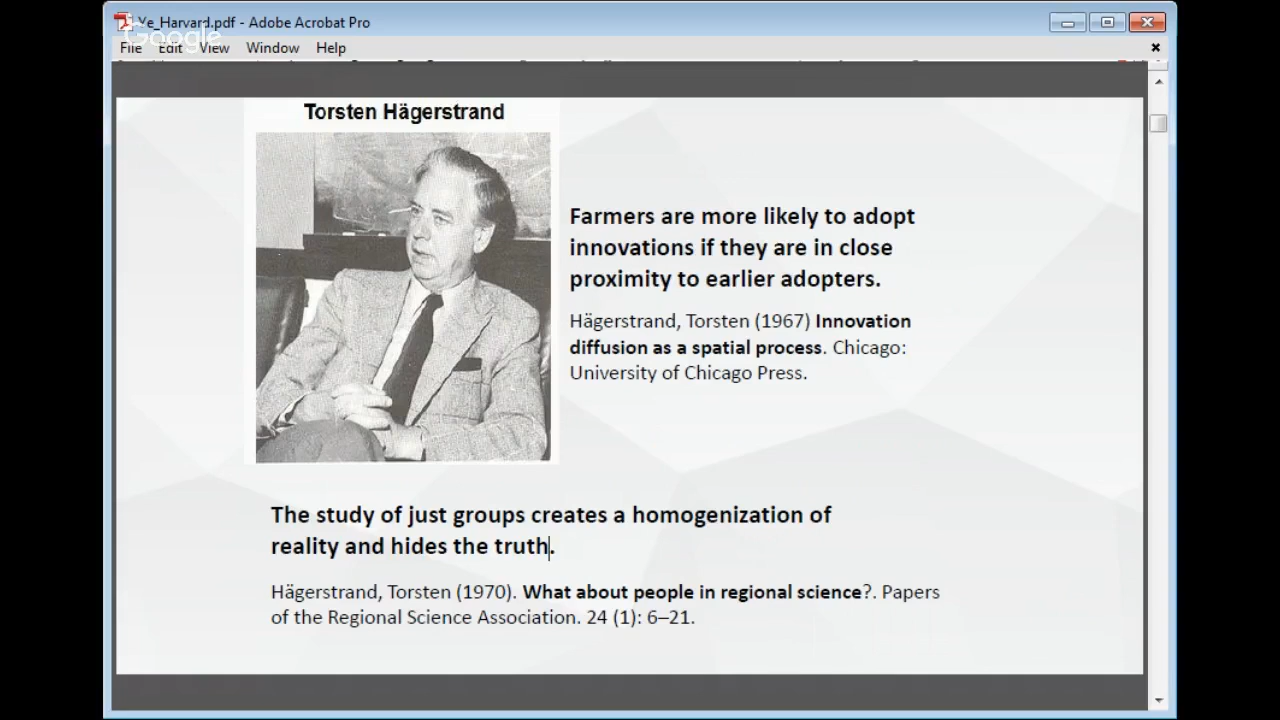 Ye_Harvard.pdf - Adobe Acrobat Pro
Google
File Edit View Window Help
Torsten Hägerstrand
Farmers are more likely to adopt
innovations if they are in close
proximity to earlier adopters.
Hägerstrand, Torsten (1967) Innovation
diffusion as a spatial process. Chicago:
University of Chicago Press.
The study of just groups creates a homogenization of
reality and hides the truth.
Hägerstrand, Torsten (1970). What about people in regional science?. Papers
of the Regional Science Association. 24 (1): 6–21.